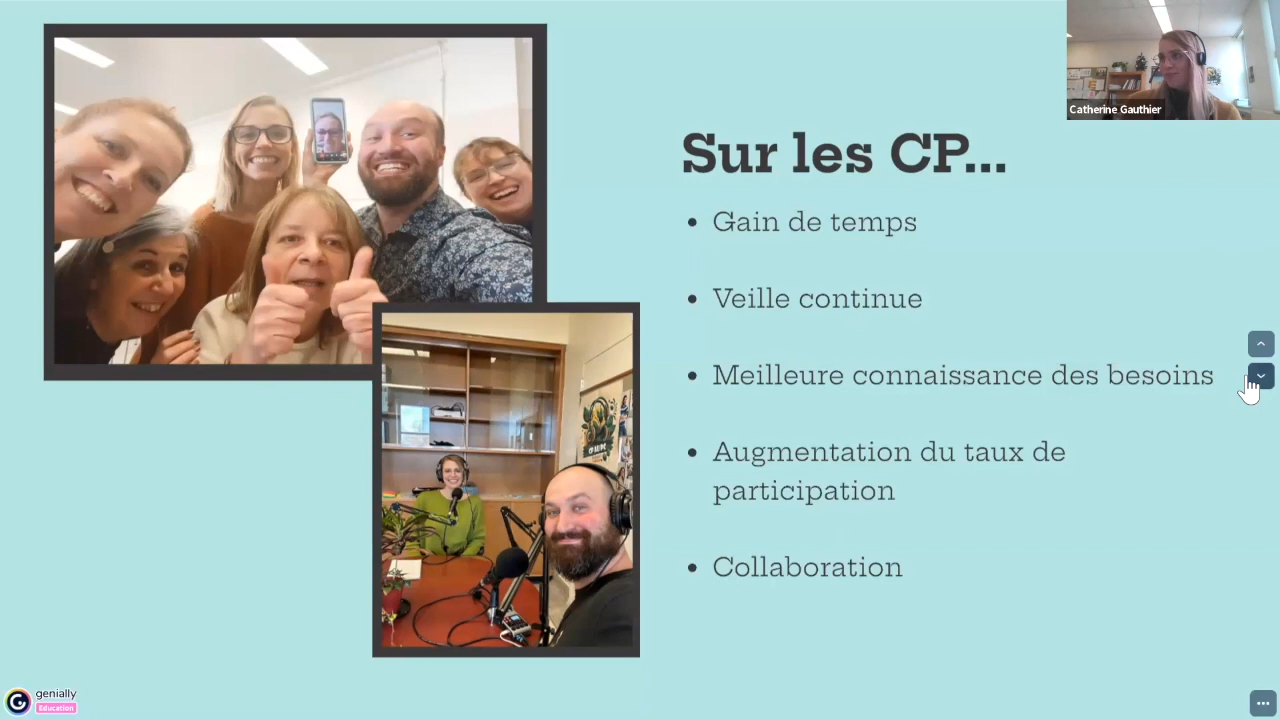 Catherine Gauthier
Sur les CP...
• Gain de temps
• Veille continue
• Meilleure connaissance des besoins
• Augmentation du taux de
participation
• Collaboration
genially
Education